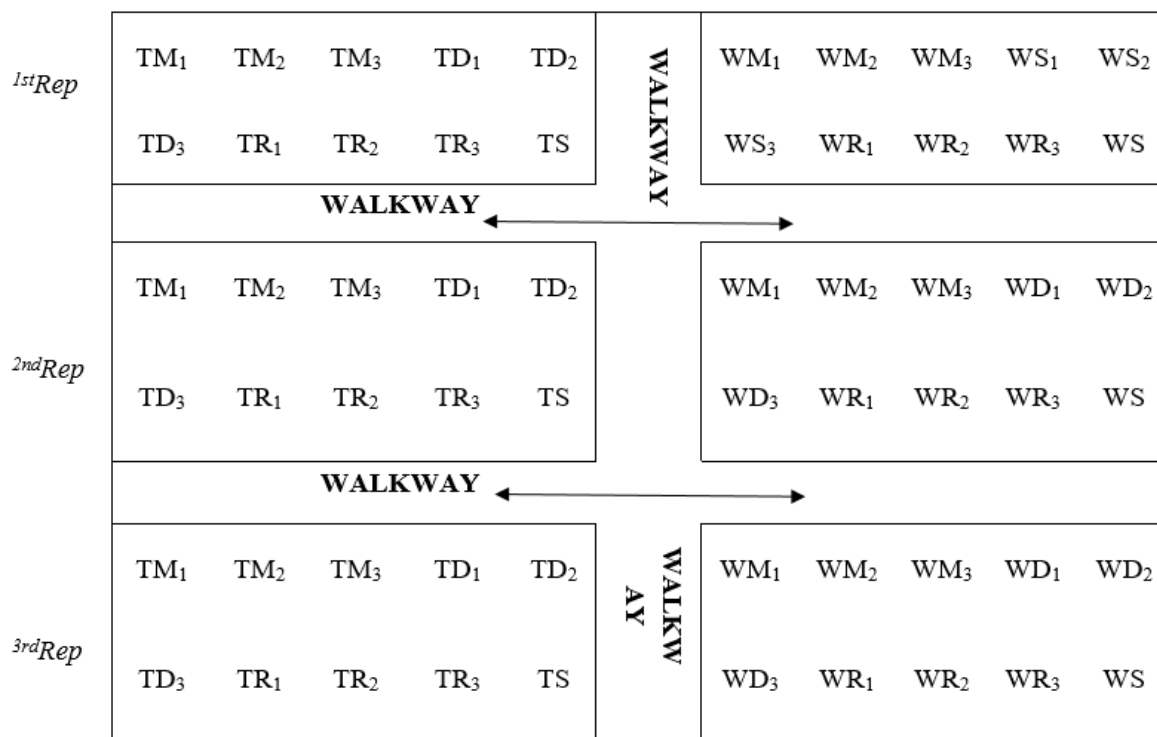 TM₁ TM₂ TM₃ TD₁ TD₂ WM₁ WM₂ WM₃ WS₁ WS₂
1stRep
TD₃ TR₁ TR₂ TR₃ TS WS₃ WR₁ WR₂ WR₃ WS
WALKWAY
WALKWAY
TM₁ TM₂ TM₃ TD₁ TD₂ WM₁ WM₂ WM₃ WD₁ WD₂
2ndRep
TD₃ TR₁ TR₂ TR₃ TS WD₃ WR₁ WR₂ WR₃ WS
WALKWAY
TM₁ TM₂ TM₃ TD₁ TD₂ WM₁ WM₂ WM₃ WD₁ WD₂
WALKW
AY
3rdRep
TD₃ TR₁ TR₂ TR₃ TS WD₃ WR₁ WR₂ WR₃ WS